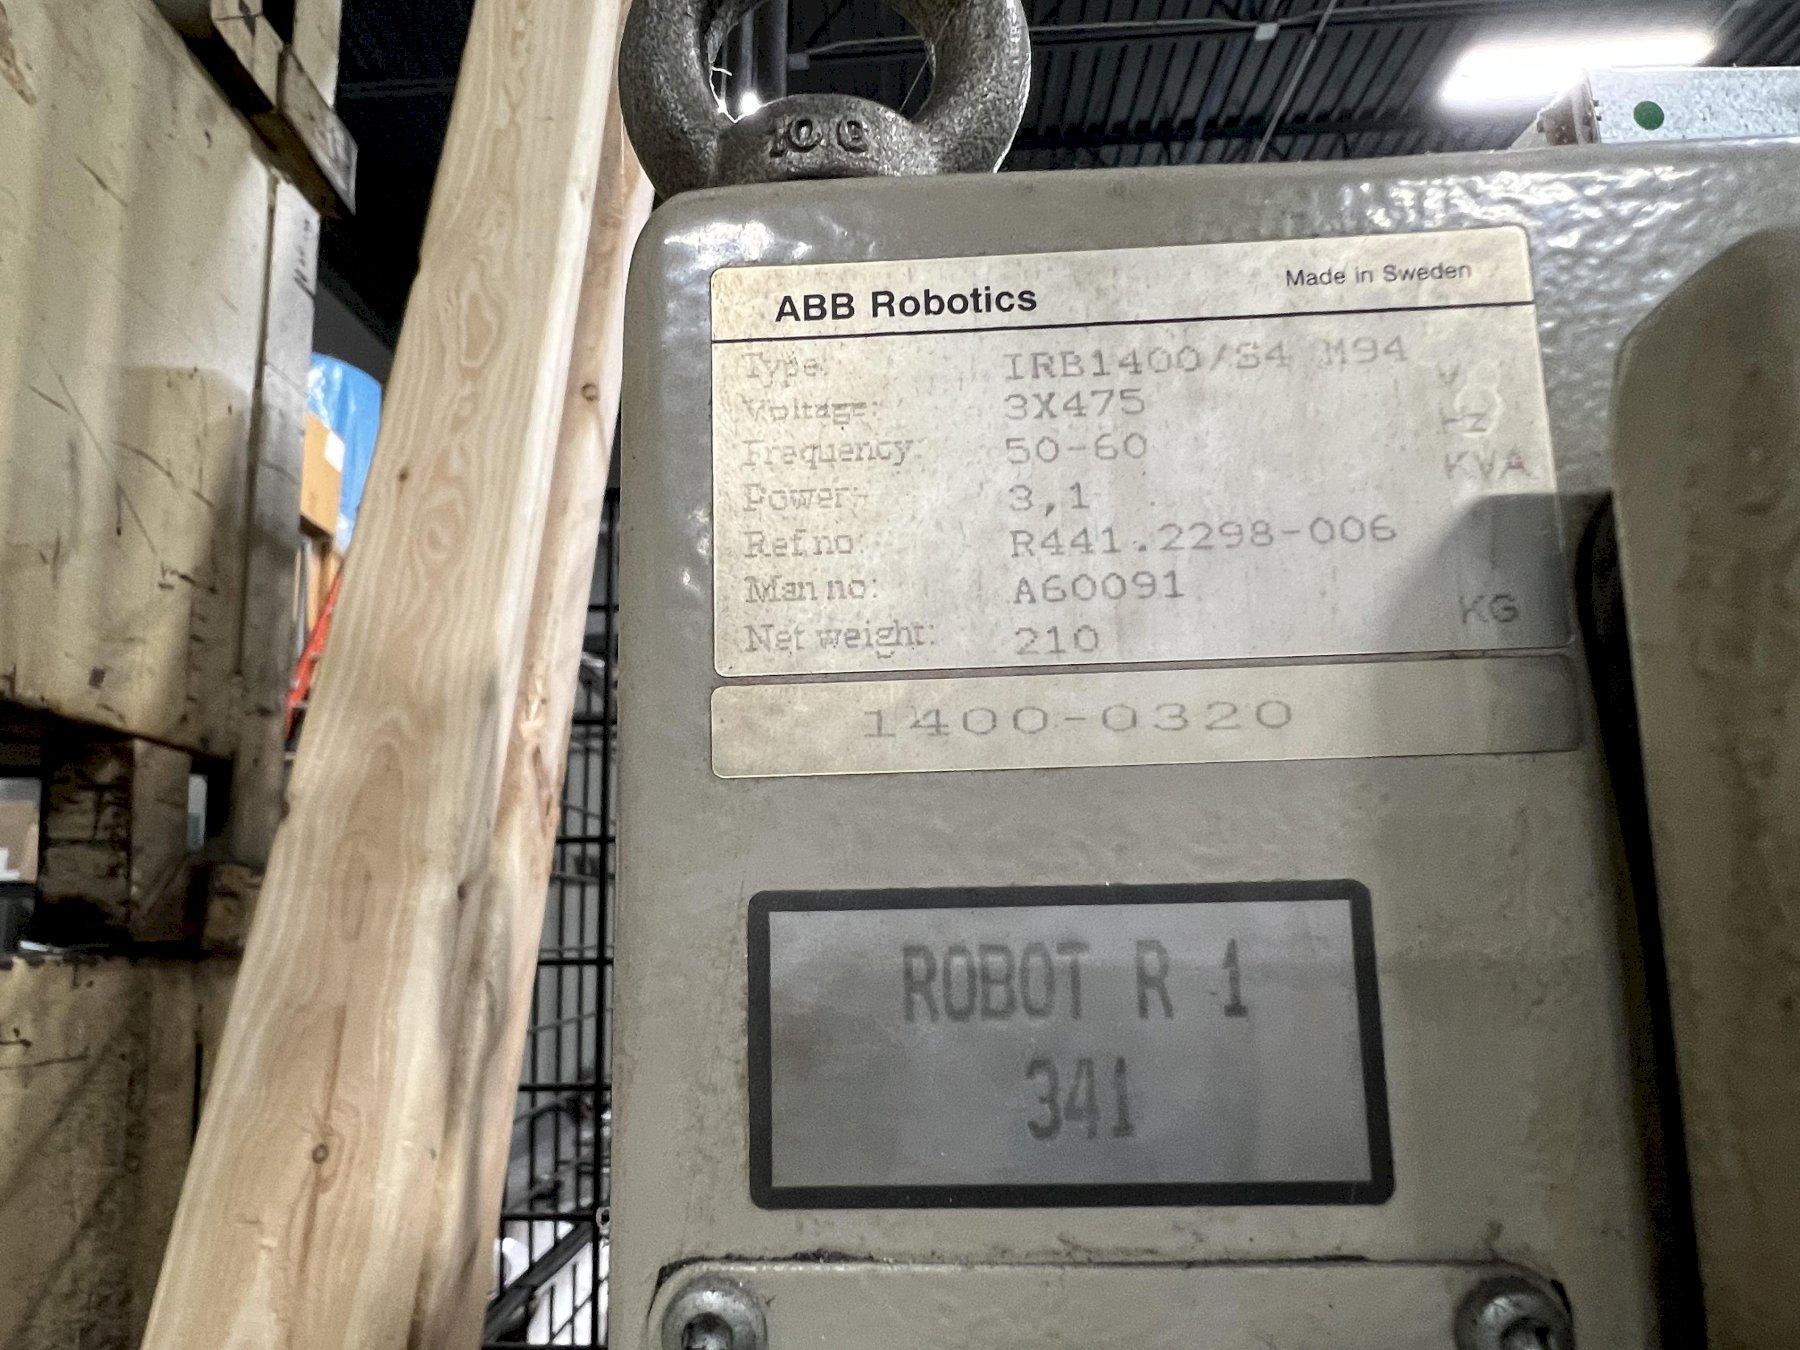 ABB Robotics Made in Sweden
Type: IRB1400/S4 M94
Voltage: 3X475 V
Frequency: 50-60 Hz
Power: 3,1 KVA
Ref no: R441.2298-006
Man no: A60091
Net weight: 210 KG
1400-0320
ROBOT R 1
341